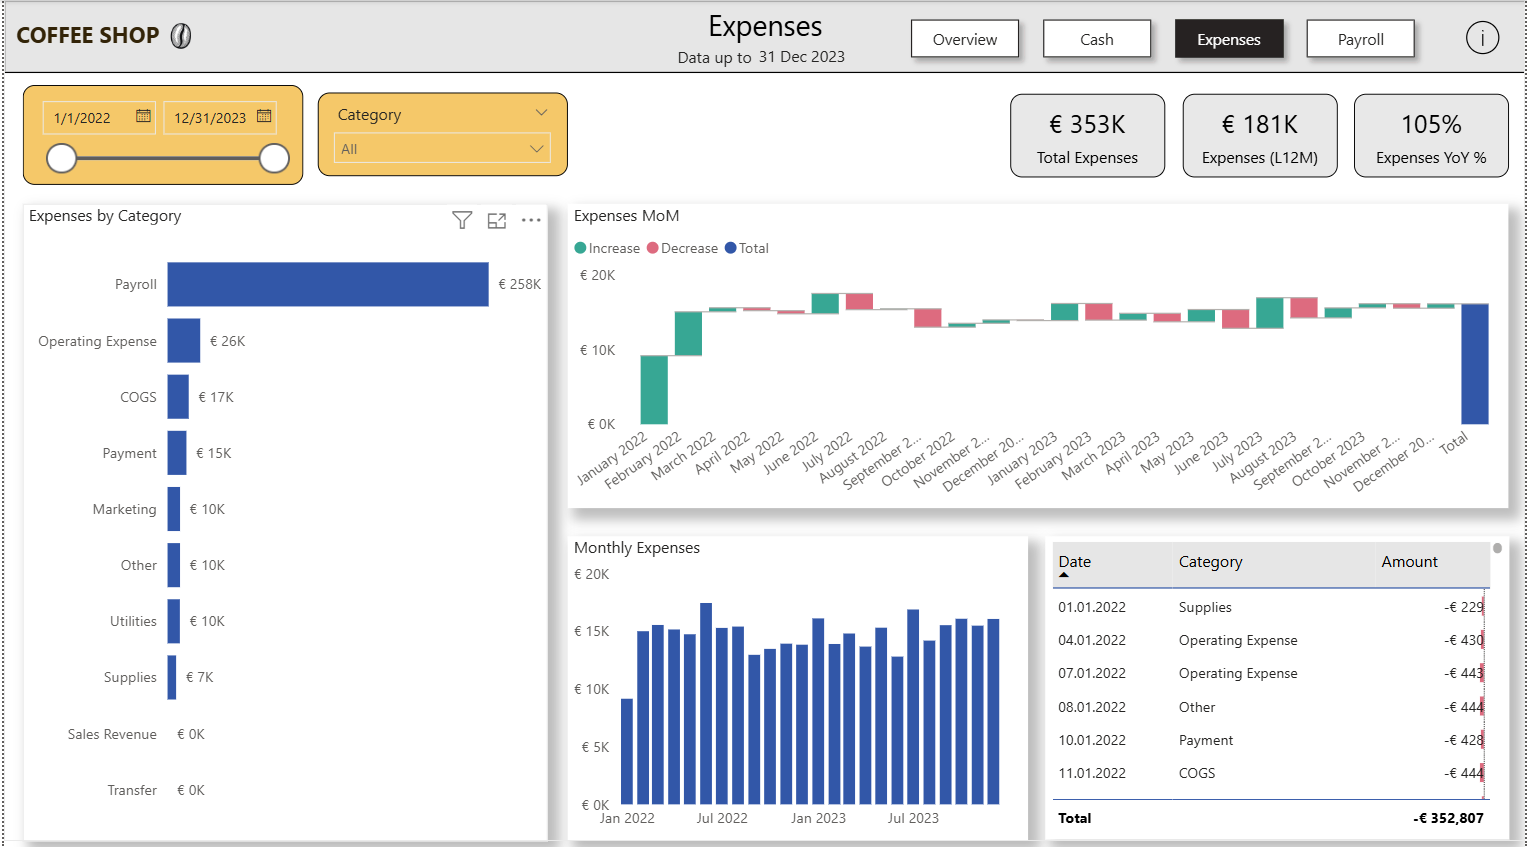 COFFEE SHOP
Expenses
Data up to 31 Dec 2023
Overview
Cash
Expenses
Payroll
i
1/1/2022
12/31/2023
Category
All
€ 353K
Total Expenses
€ 181K
Expenses (L12M)
105%
Expenses YoY %
Expenses by Category
Payroll € 258K
Operating Expense € 26K
COGS € 17K
Payment € 15K
Marketing € 10K
Other € 10K
Utilities € 10K
Supplies € 7K
Sales Revenue € 0K
Transfer € 0K
Expenses MoM
Increase Decrease Total
€ 20K
€ 10K
€ 0K
January 2022
February 2022
March 2022
April 2022
May 2022
June 2022
July 2022
August 2022
September 2...
October 2022
November 2...
December 20...
January 2023
February 2023
March 2023
April 2023
May 2023
June 2023
July 2023
August 2023
September 2...
October 2023
November 2...
December 20...
Total
Monthly Expenses
€ 20K
€ 15K
€ 10K
€ 5K
€ 0K
Jan 2022 Jul 2022 Jan 2023 Jul 2023
Date Category Amount
01.01.2022 Supplies -€ 229
04.01.2022 Operating Expense -€ 430
07.01.2022 Operating Expense -€ 443
08.01.2022 Other -€ 444
10.01.2022 Payment -€ 428
11.01.2022 COGS -€ 444
Total -€ 352,807